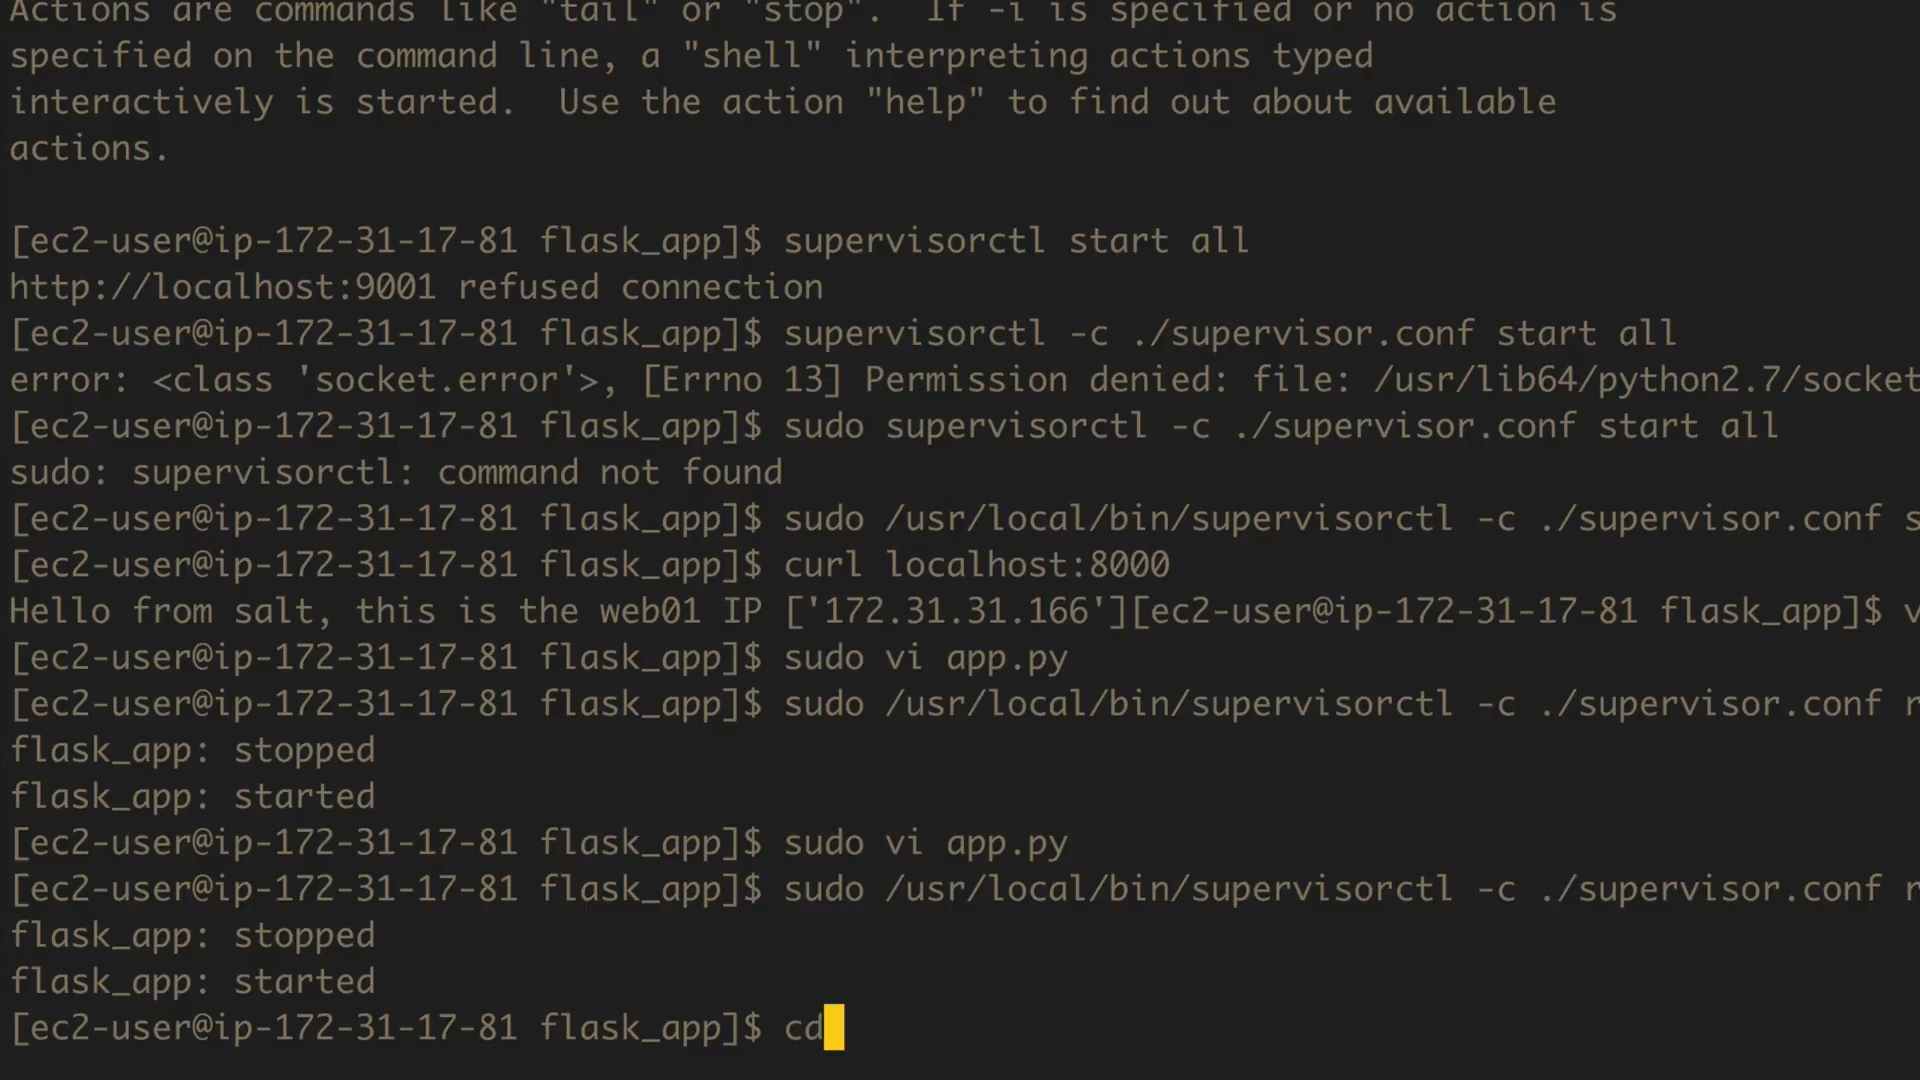 Actions are commands like "tail" or "stop".  If -i is specified or no action is
specified on the command line, a "shell" interpreting actions typed
interactively is started.  Use the action "help" to find out about available
actions.
[ec2-user@ip-172-31-17-81 flask_app]$ supervisorctl start all
http://localhost:9001 refused connection
[ec2-user@ip-172-31-17-81 flask_app]$ supervisorctl -c ./supervisor.conf start all
error: <class 'socket.error'>, [Errno 13] Permission denied: file: /usr/lib64/python2.7/socket
[ec2-user@ip-172-31-17-81 flask_app]$ sudo supervisorctl -c ./supervisor.conf start all
sudo: supervisorctl: command not found
[ec2-user@ip-172-31-17-81 flask_app]$ sudo /usr/local/bin/supervisorctl -c ./supervisor.conf s
[ec2-user@ip-172-31-17-81 flask_app]$ curl localhost:8000
Hello from salt, this is the web01 IP ['172.31.31.166'][ec2-user@ip-172-31-17-81 flask_app]$ v
[ec2-user@ip-172-31-17-81 flask_app]$ sudo vi app.py
[ec2-user@ip-172-31-17-81 flask_app]$ sudo /usr/local/bin/supervisorctl -c ./supervisor.conf r
flask_app: stopped
flask_app: started
[ec2-user@ip-172-31-17-81 flask_app]$ sudo vi app.py
[ec2-user@ip-172-31-17-81 flask_app]$ sudo /usr/local/bin/supervisorctl -c ./supervisor.conf r
flask_app: stopped
flask_app: started
[ec2-user@ip-172-31-17-81 flask_app]$ cd